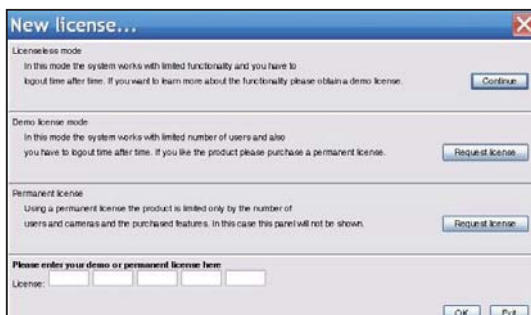 New license...
Licenseless mode
In this mode the system works with limited functionality and you have to
logout time after time. If you want to learn more about the functionality please obtain a demo license.
Continue
Demo license mode
In this mode the system works with limited number of users and also
you have to logout time after time. If you like the product please purchase a permanent license.
Request license
Permanent license
Using a permanent license the product is limited only by the number of
users and cameras and the purchased features. In this case this panel will not be shown.
Request license
Please enter your demo or permanent license here
License:
OK
Exit